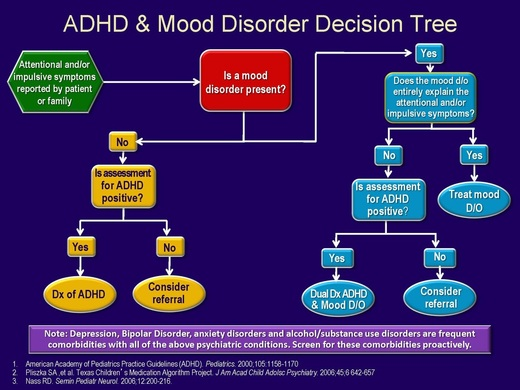 ADHD & Mood Disorder Decision Tree
Attentional and/or
impulsive symptoms
reported by patient
or family
Is a mood
disorder present?
Yes
Does the mood d/o
entirely explain the
attentional and/or
impulsive symptoms?
No
Is assessment
for ADHD
positive?
No
Yes
Is assessment
for ADHD
positive?
Treat mood
D/O
Yes
No
Yes
No
Dx of ADHD
Consider
referral
Dual Dx ADHD
& Mood D/O
Consider
referral
Note: Depression, Bipolar Disorder, anxiety disorders and alcohol/substance use disorders are frequent
comorbidities with all of the above psychiatric conditions. Screen for these comorbidities proactively.
1. American Academy of Pediatrics Practice Guidelines (ADHD) Pediatrics. 2000;105:1158-1170
2. Pliszka SA ,et al. Texas Children' s Medication Algorithm Project. J Am Acad Child Adolsc Psychiatry. 2006;45;6 642-657
3. Nass RD. Semin Pediatr Neurol. 2006;12:200-216.